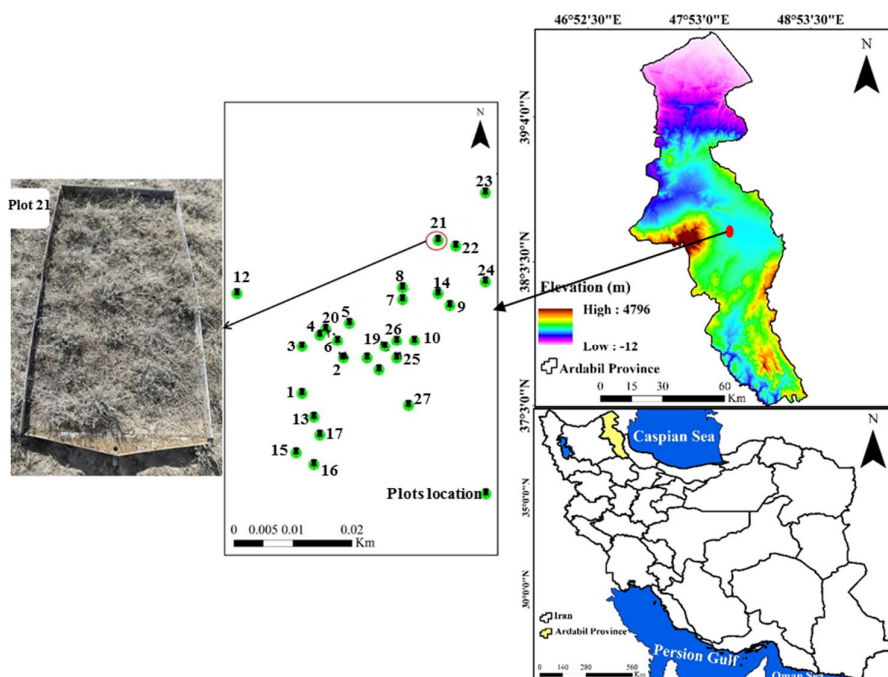 Plot 21
N
23
21
22
12
24
8
14
7
9
20
5
4
26
10
3
6
19
2
25
1
27
13
17
15
16
Plots location
0 0.005 0.01 0.02
Km
46°52'30"E 47°53'0"E 48°53'30"E
N
39°4'0"N
38°3'30"N
37°3'0"N
Elevation (m)
High : 4796
Low : -12
Ardabil Province
0 15 30 60
Km
Caspian Sea
N
35°0'0"N
30°0'0"N
Iran
Ardabil Province
Persion Gulf
Oman Sea
0 140 280 560
Km